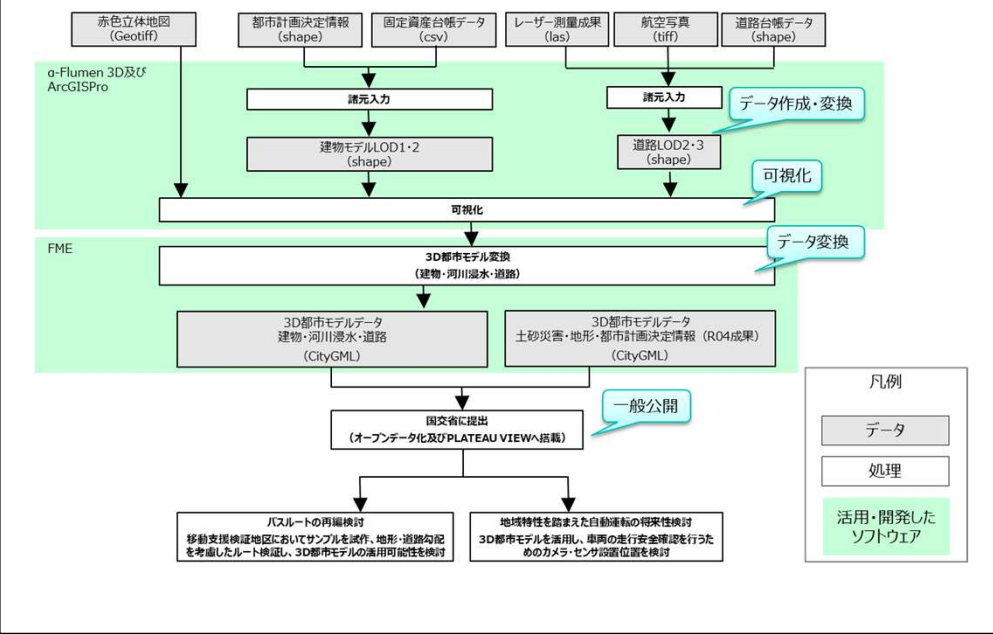 赤色立体地図
(Geotiff)
都市計画決定情報
(shape)
固定資産台帳データ
(csv)
レーザー測量成果
(las)
航空写真
(tiff)
道路台帳データ
(shape)
α-Flumen 3D及び
ArcGISPro
諸元入力
諸元入力
データ作成・変換
建物モデルLOD1・2
(shape)
道路LOD2・3
(shape)
可視化
可視化
FME
データ変換
3D都市モデル変換
(建物・河川浸水・道路)
3D都市モデルデータ
建物・河川浸水・道路
(CityGML)
3D都市モデルデータ
土砂災害・地形・都市計画決定情報（R04成果）
(CityGML)
一般公開
国交省に提出
(オープンデータ化及びPLATEAU VIEWへ搭載)
バスルートの再編検討
移動支援検証地区においてサンプルを試作、地形・道路勾配
を考慮したルート検証し、3D都市モデルの活用可能性を検討
地域特性を踏まえた自動運転の将来性検討
3D都市モデルを活用し、車両の走行安全確認を行うた
めのカメラ・センサ設置位置を検討
凡例
データ
処理
活用・開発した
ソフトウェア